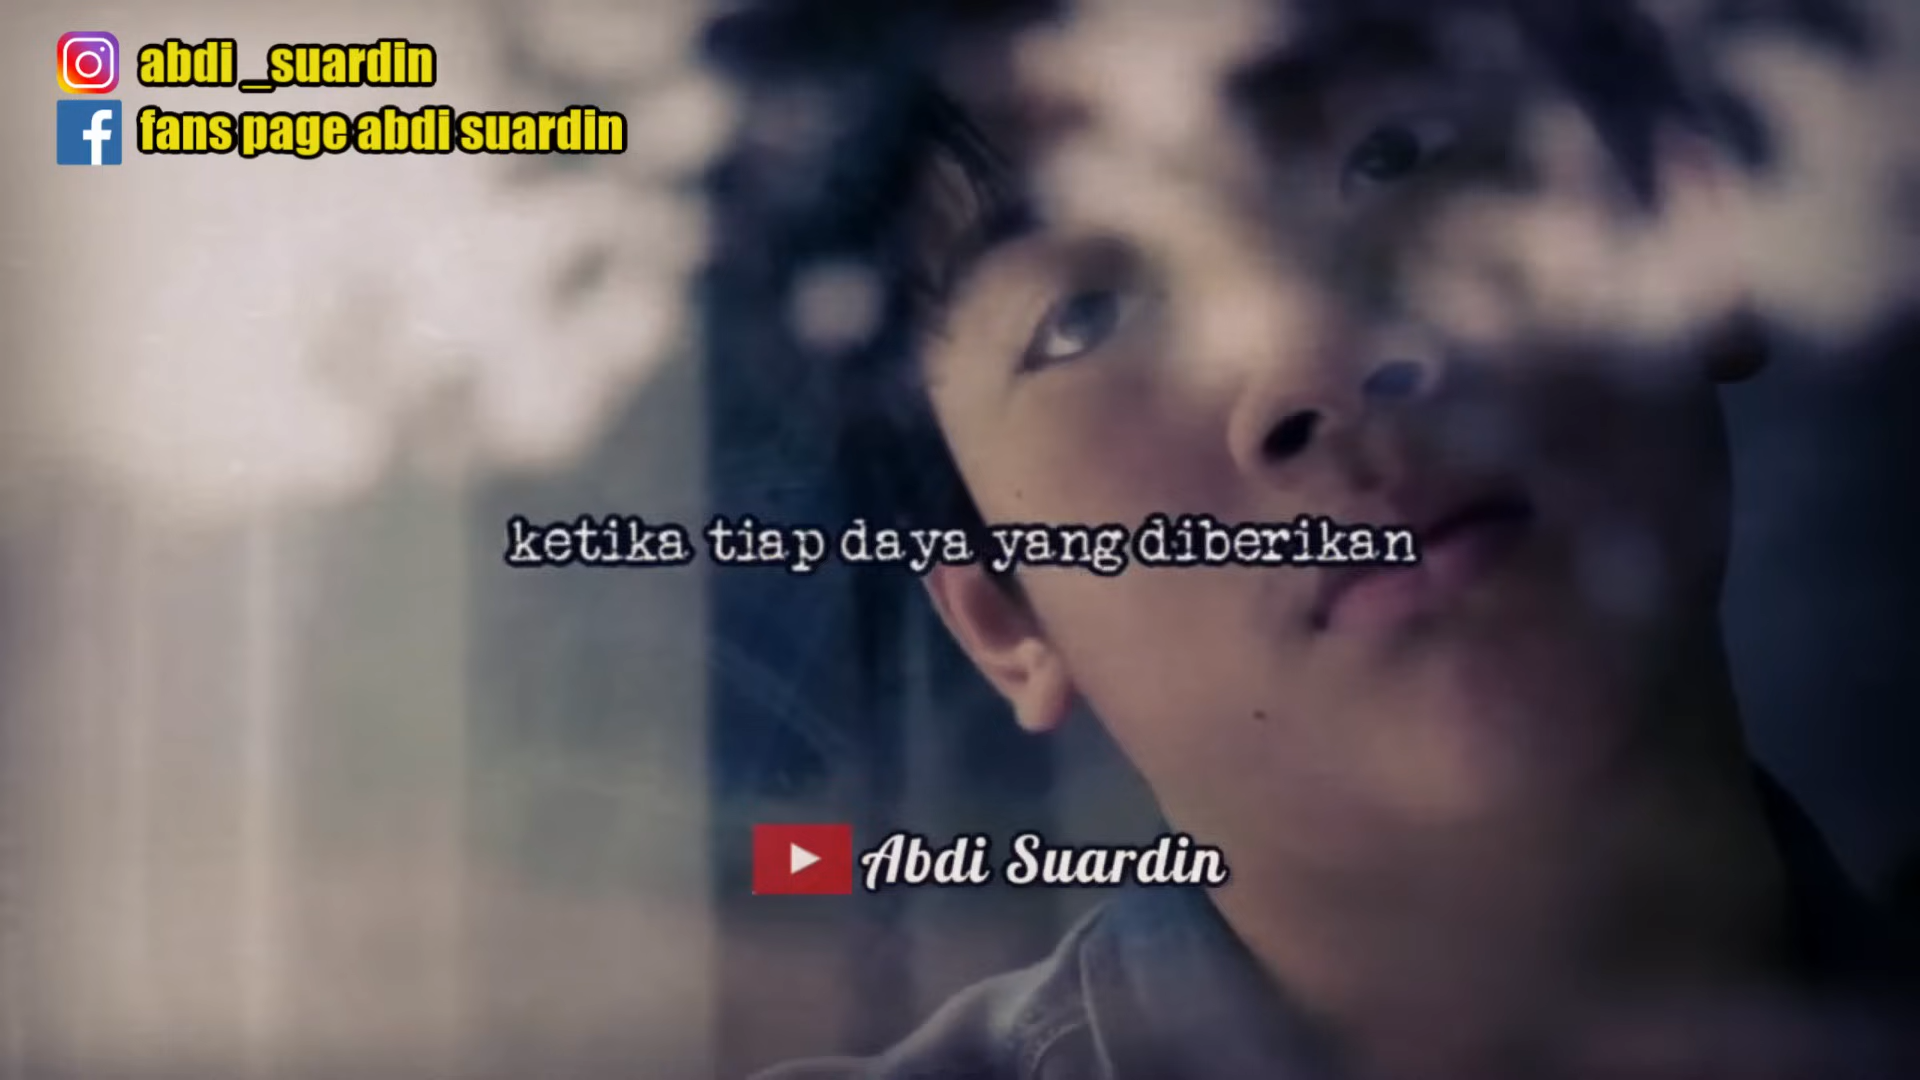 abdi_suardin
fans page abdi suardin
ketika tiap daya yang diberikan
Abdi Suardin